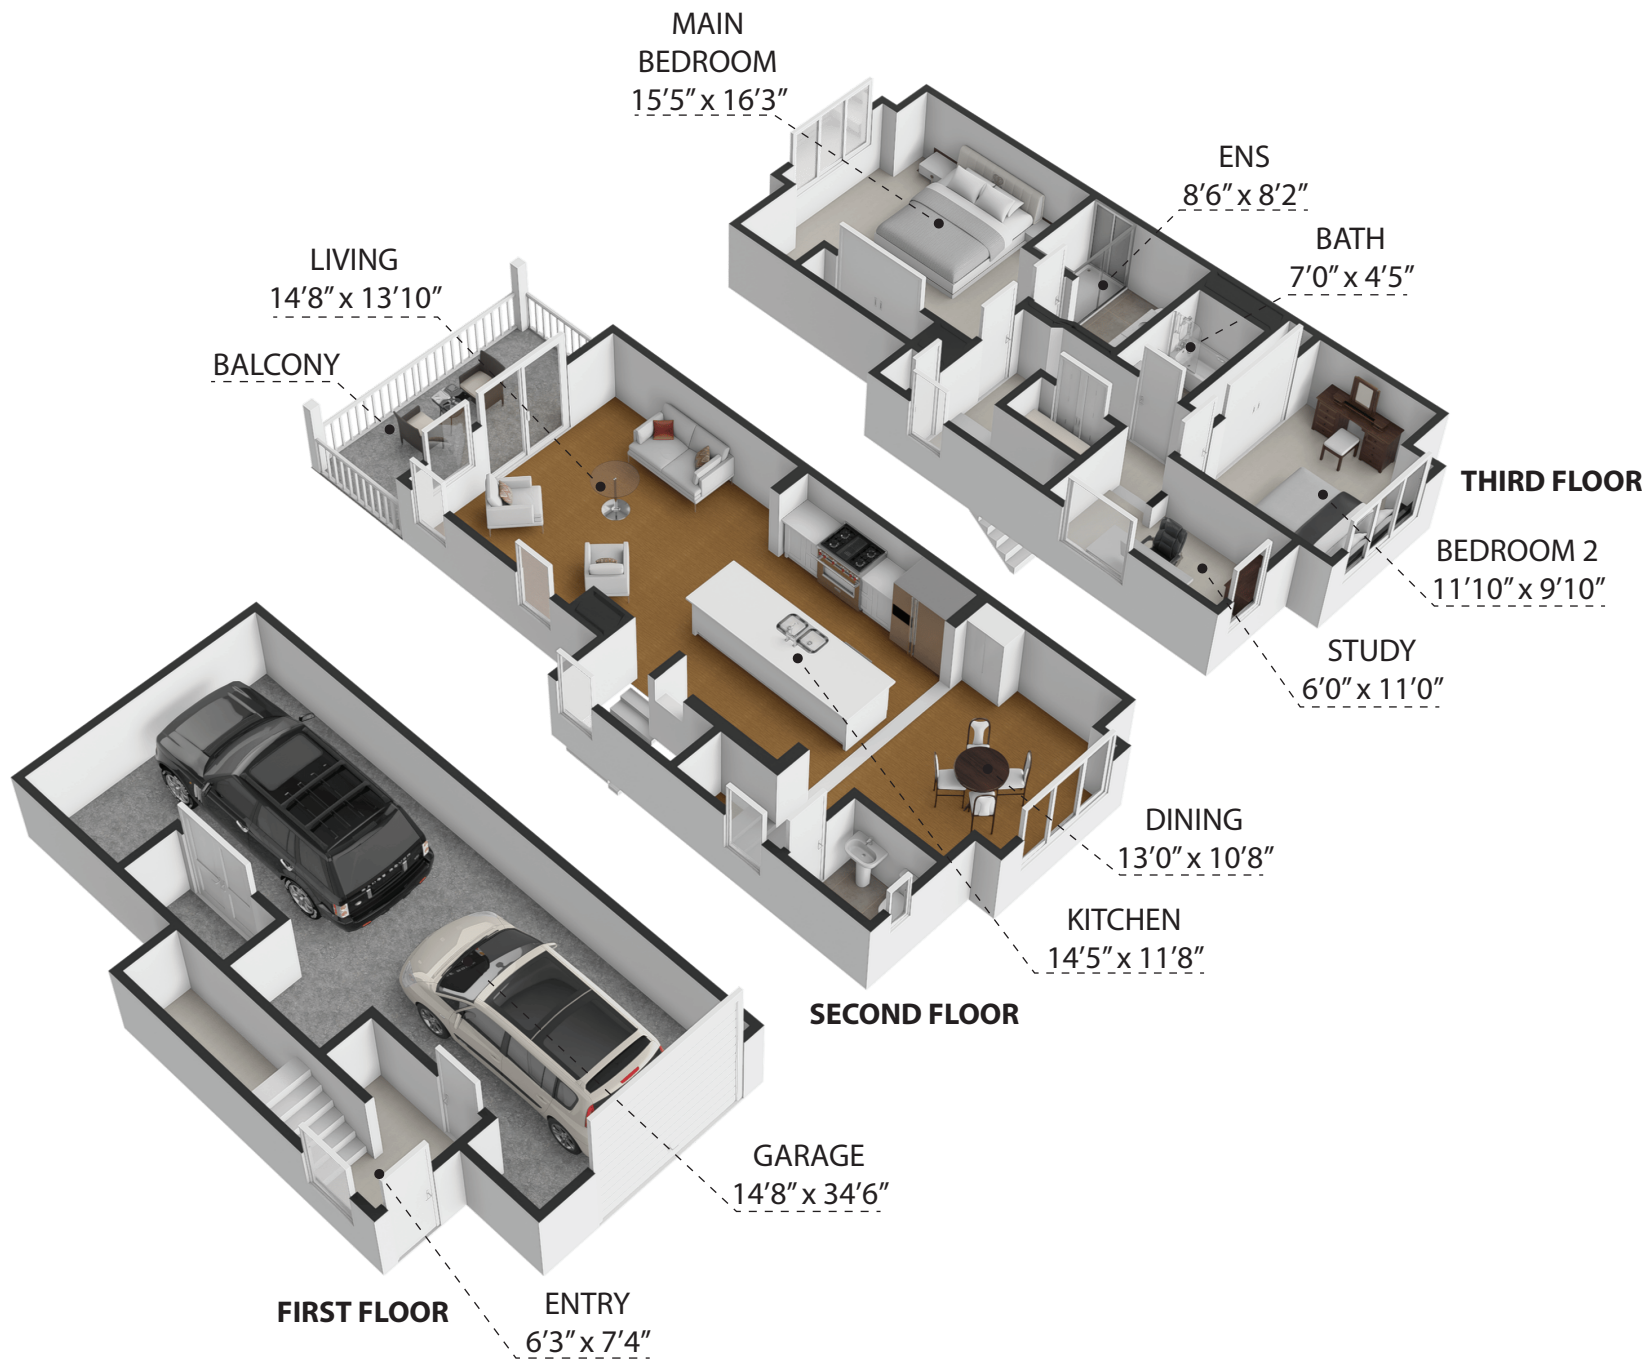 MAIN
BEDROOM
15’5” x 16’3”
ENS
8’6” x 8’2”
BATH
7’0” x 4’5”
LIVING
14’8” x 13’10”
BALCONY
THIRD FLOOR
BEDROOM 2
11’10” x 9’10”
STUDY
6’0” x 11’0”
DINING
13’0” x 10’8”
KITCHEN
14’5” x 11’8”
SECOND FLOOR
GARAGE
14’8” x 34’6”
ENTRY
6’3” x 7’4”
FIRST FLOOR